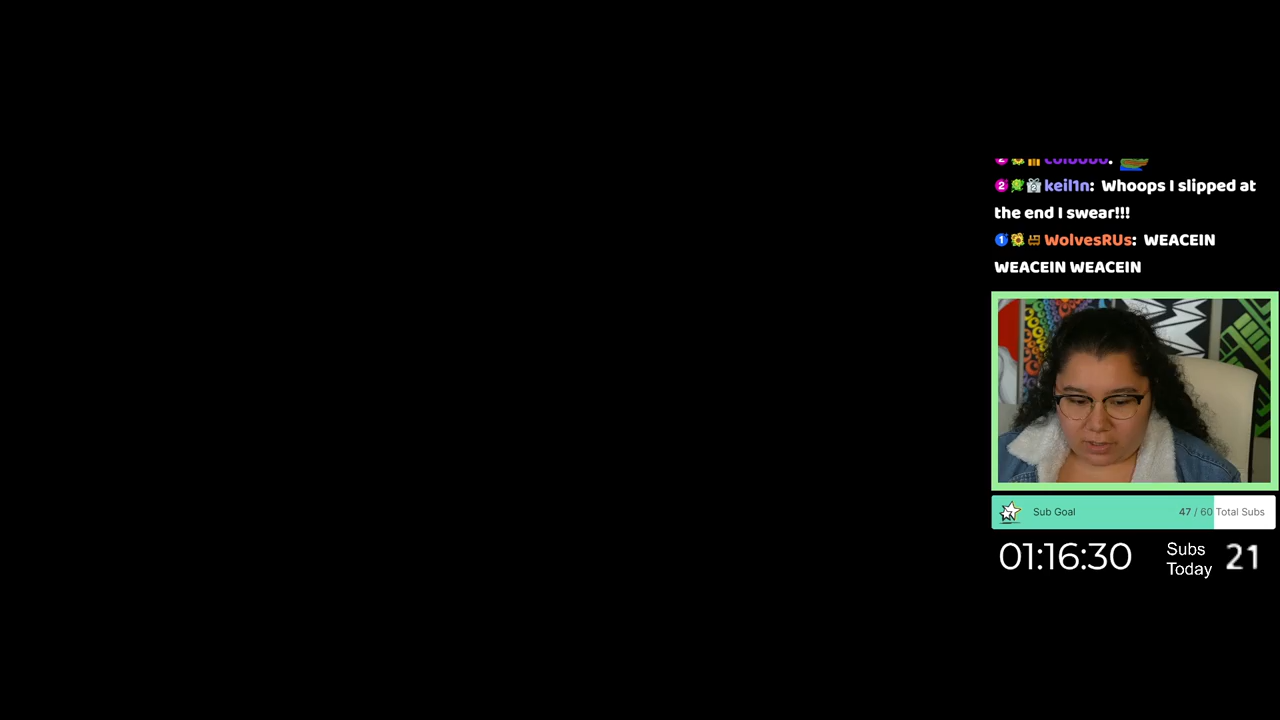 keil1n: Whoops I slipped at
the end I swear!!!
WolvesRUs: WEACEIN
WEACEIN WEACEIN
Sub Goal 47 / 60 Total Subs
01:16:30 Subs Today 21